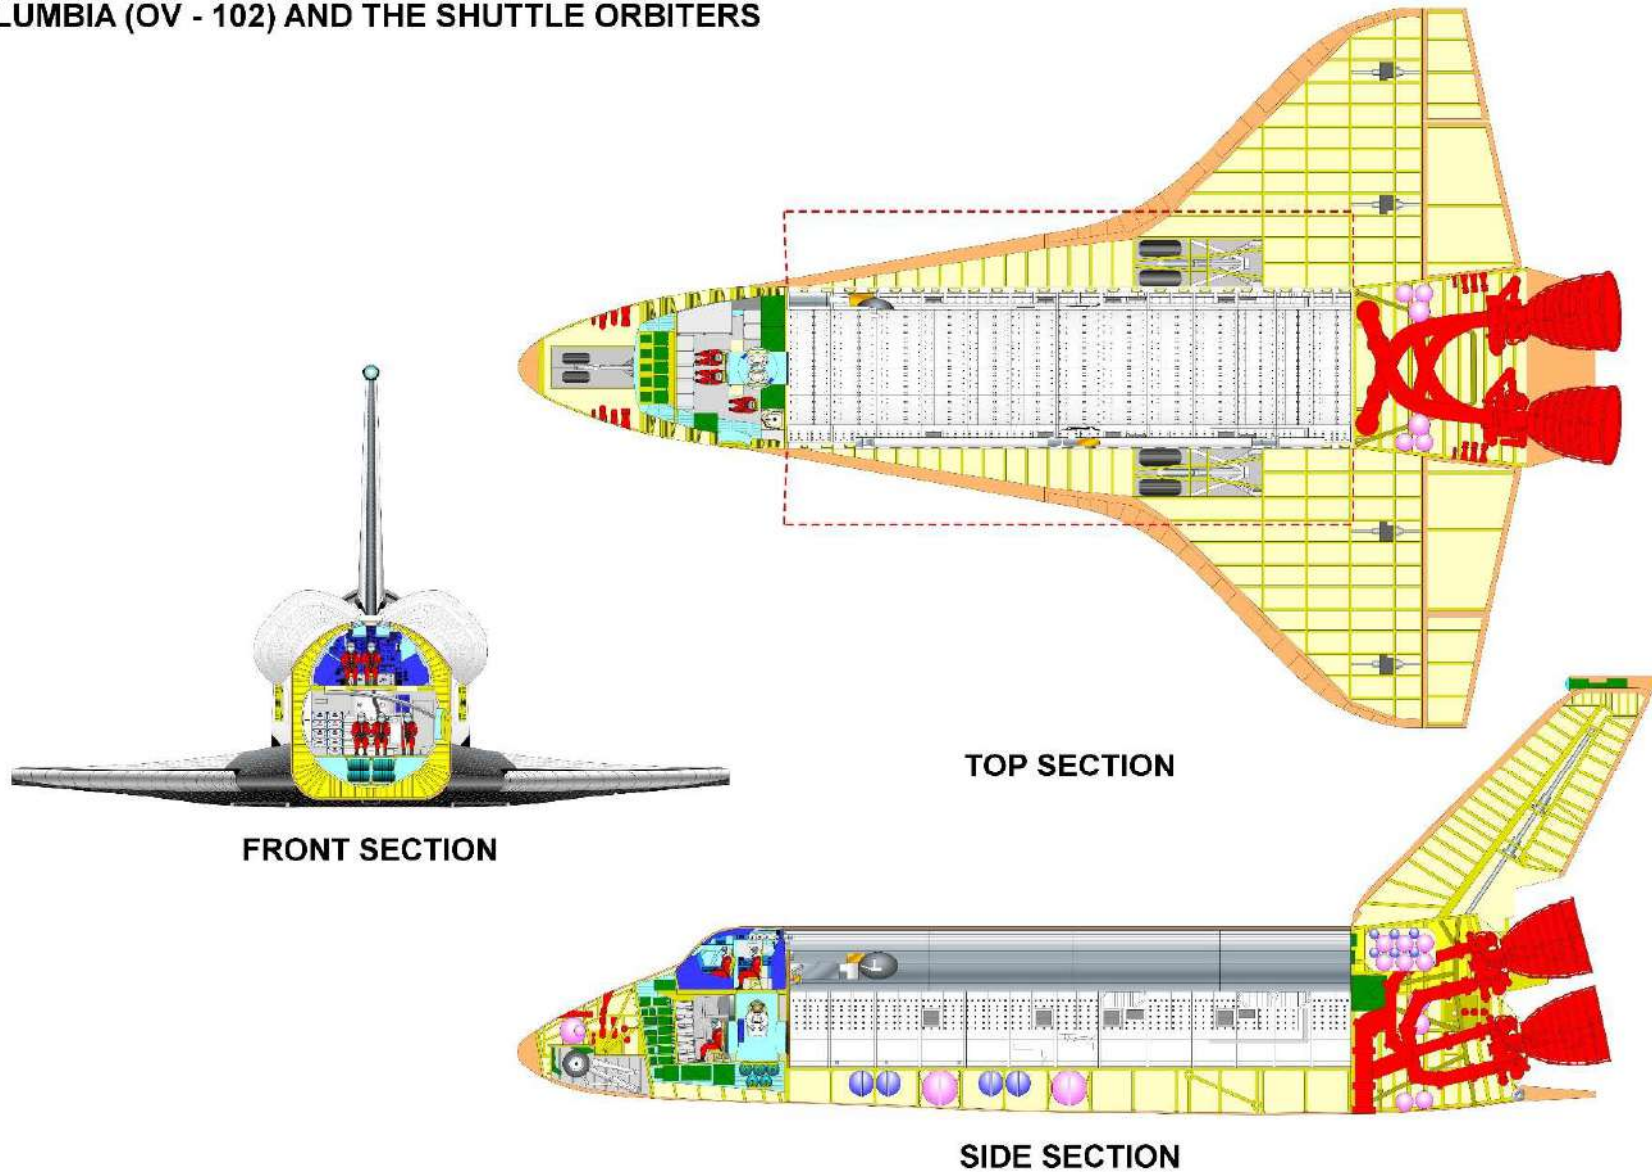 LUMBIA (OV - 102) AND THE SHUTTLE ORBITERS
TOP SECTION
FRONT SECTION
SIDE SECTION